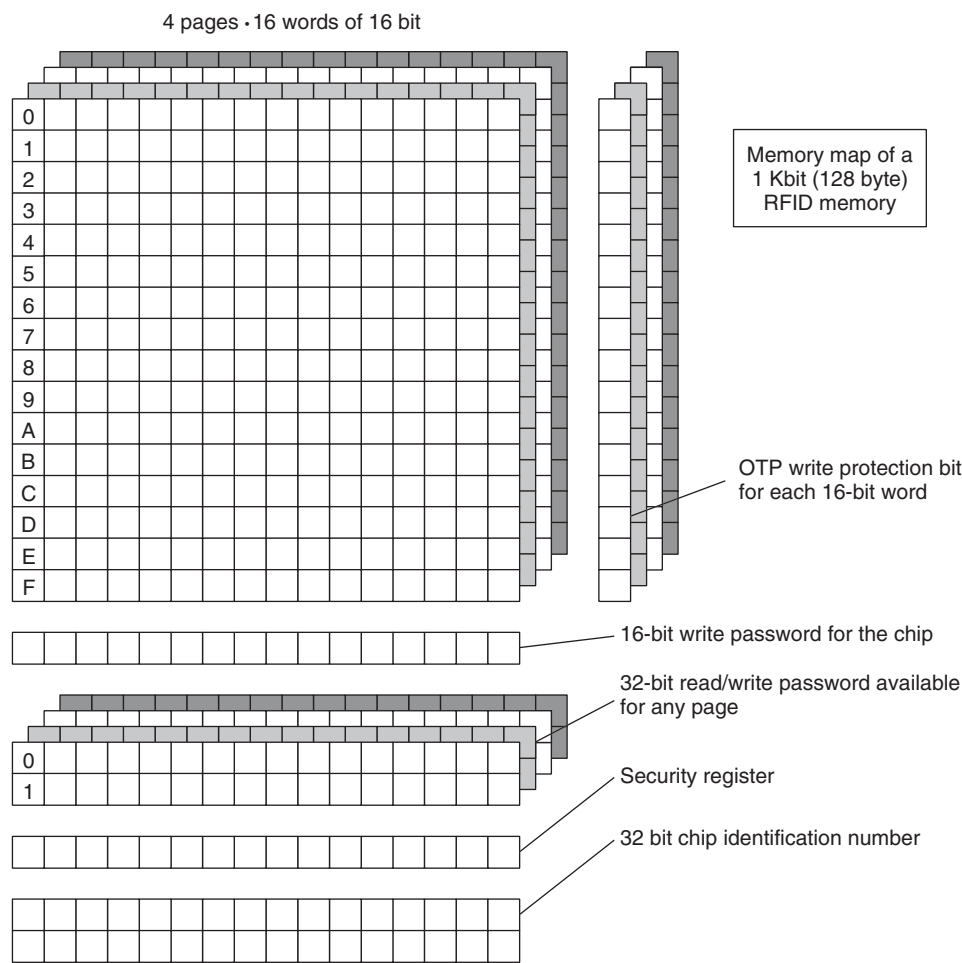 4 pages · 16 words of 16 bit
0
1
2
3
4
5
6
7
8
9
A
B
C
D
E
F
Memory map of a
1 Kbit (128 byte)
RFID memory
OTP write protection bit
for each 16-bit word
16-bit write password for the chip
32-bit read/write password available
for any page
0
1
Security register
32 bit chip identification number